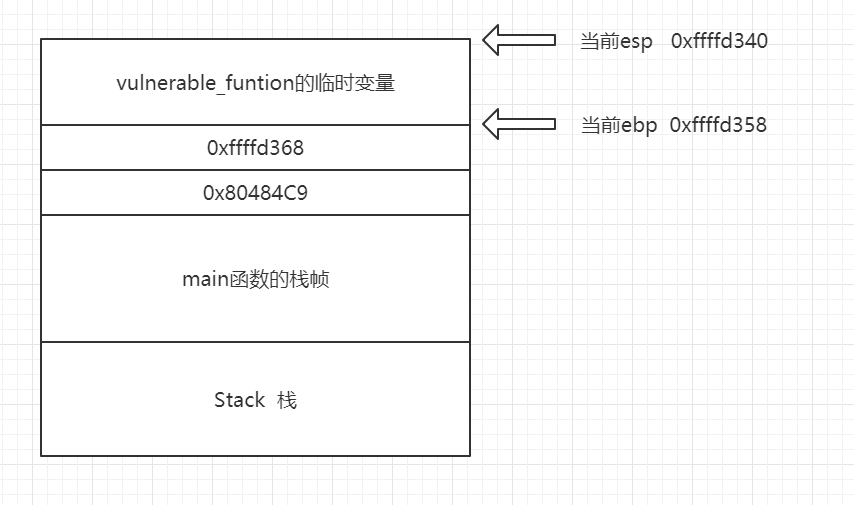 当前esp 0xffffd340
vulnerable_funtion的临时变量
当前ebp 0xffffd358
0xffffd368
0x80484C9
main函数的栈帧
Stack 栈